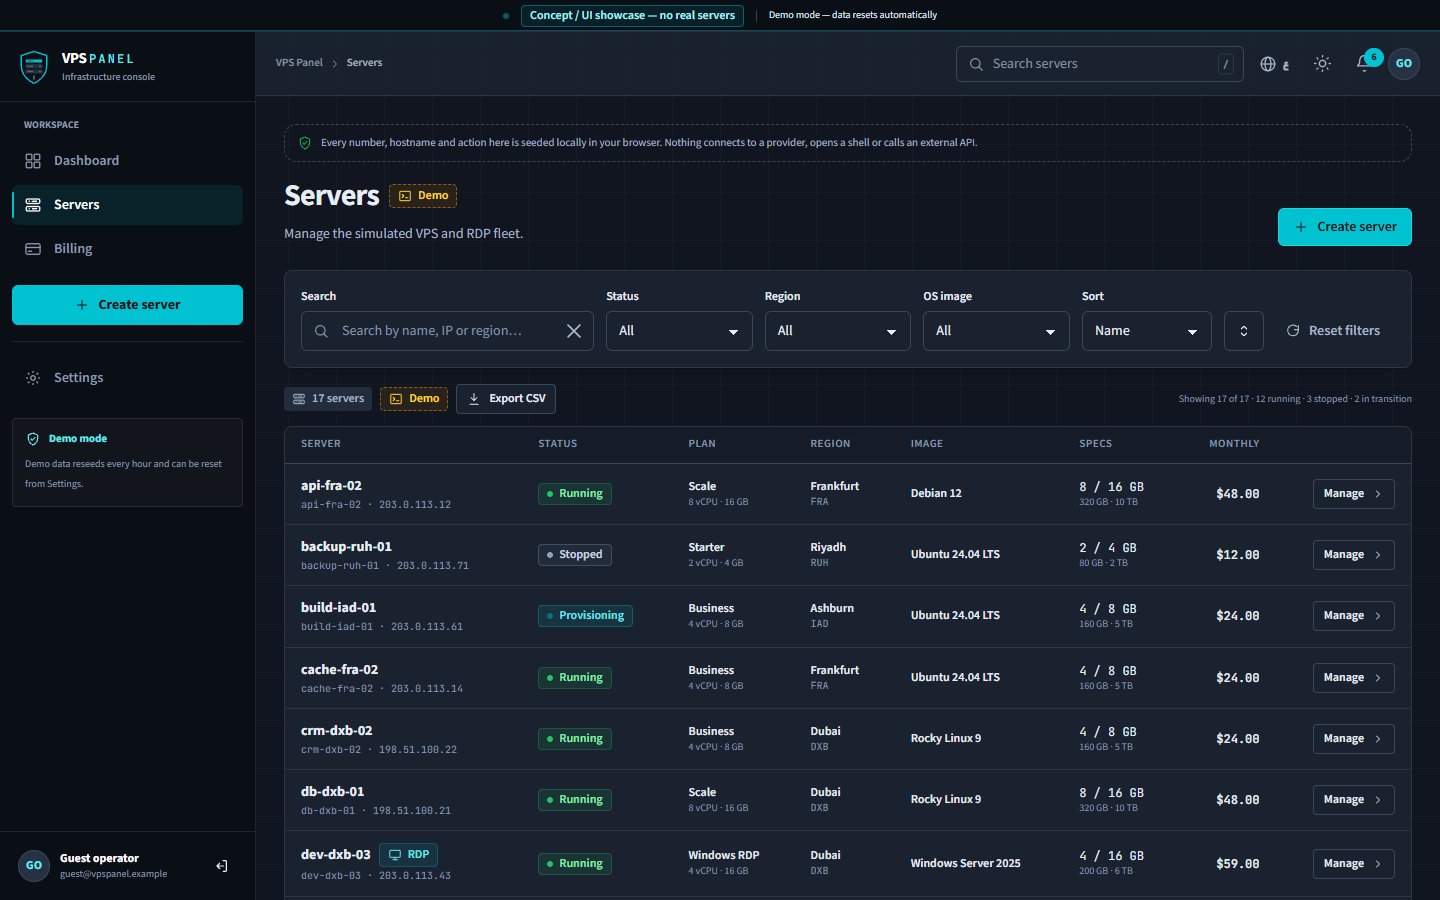 Concept / UI showcase — no real servers
Demo mode — data resets automatically
VPSPANEL
Infrastructure console
VPS Panel > Servers
Search servers /
ع
6
GO
WORKSPACE
Dashboard
Servers
Billing
+ Create server
Settings
Demo mode
Demo data reseeds every hour and can be reset
from Settings.
Guest operator
GO
guest@vpspanel.example
Every number, hostname and action here is seeded locally in your browser. Nothing connects to a provider, opens a shell or calls an external API.
Servers Demo
Manage the simulated VPS and RDP fleet.
+ Create server
Search Status Region OS image Sort
Search by name, IP or region… All All All Name Reset filters
17 servers Demo Export CSV
Showing 17 of 17 · 12 running · 3 stopped · 2 in transition
SERVER STATUS PLAN REGION IMAGE SPECS MONTHLY
api-fra-02 Running Scale Frankfurt Debian 12 8 / 16 GB $48.00 Manage
api-fra-02 · 203.0.113.12 8 vCPU · 16 GB FRA 320 GB · 10 TB
backup-ruh-01 Stopped Starter Riyadh Ubuntu 24.04 LTS 2 / 4 GB $12.00 Manage
backup-ruh-01 · 203.0.113.71 2 vCPU · 4 GB RUH 80 GB · 2 TB
build-iad-01 Provisioning Business Ashburn Ubuntu 24.04 LTS 4 / 8 GB $24.00 Manage
build-iad-01 · 203.0.113.61 4 vCPU · 8 GB IAD 160 GB · 5 TB
cache-fra-02 Running Business Frankfurt Ubuntu 24.04 LTS 4 / 8 GB $24.00 Manage
cache-fra-02 · 203.0.113.14 4 vCPU · 8 GB FRA 160 GB · 5 TB
crm-dxb-02 Running Business Dubai Rocky Linux 9 4 / 8 GB $24.00 Manage
crm-dxb-02 · 198.51.100.22 4 vCPU · 8 GB DXB 160 GB · 5 TB
db-dxb-01 Running Scale Dubai Rocky Linux 9 8 / 16 GB $48.00 Manage
db-dxb-01 · 198.51.100.21 8 vCPU · 16 GB DXB 320 GB · 10 TB
dev-dxb-03 RDP Running Windows RDP Dubai Windows Server 2025 4 / 16 GB $59.00 Manage
dev-dxb-03 · 203.0.113.43 4 vCPU · 16 GB DXB 200 GB · 6 TB